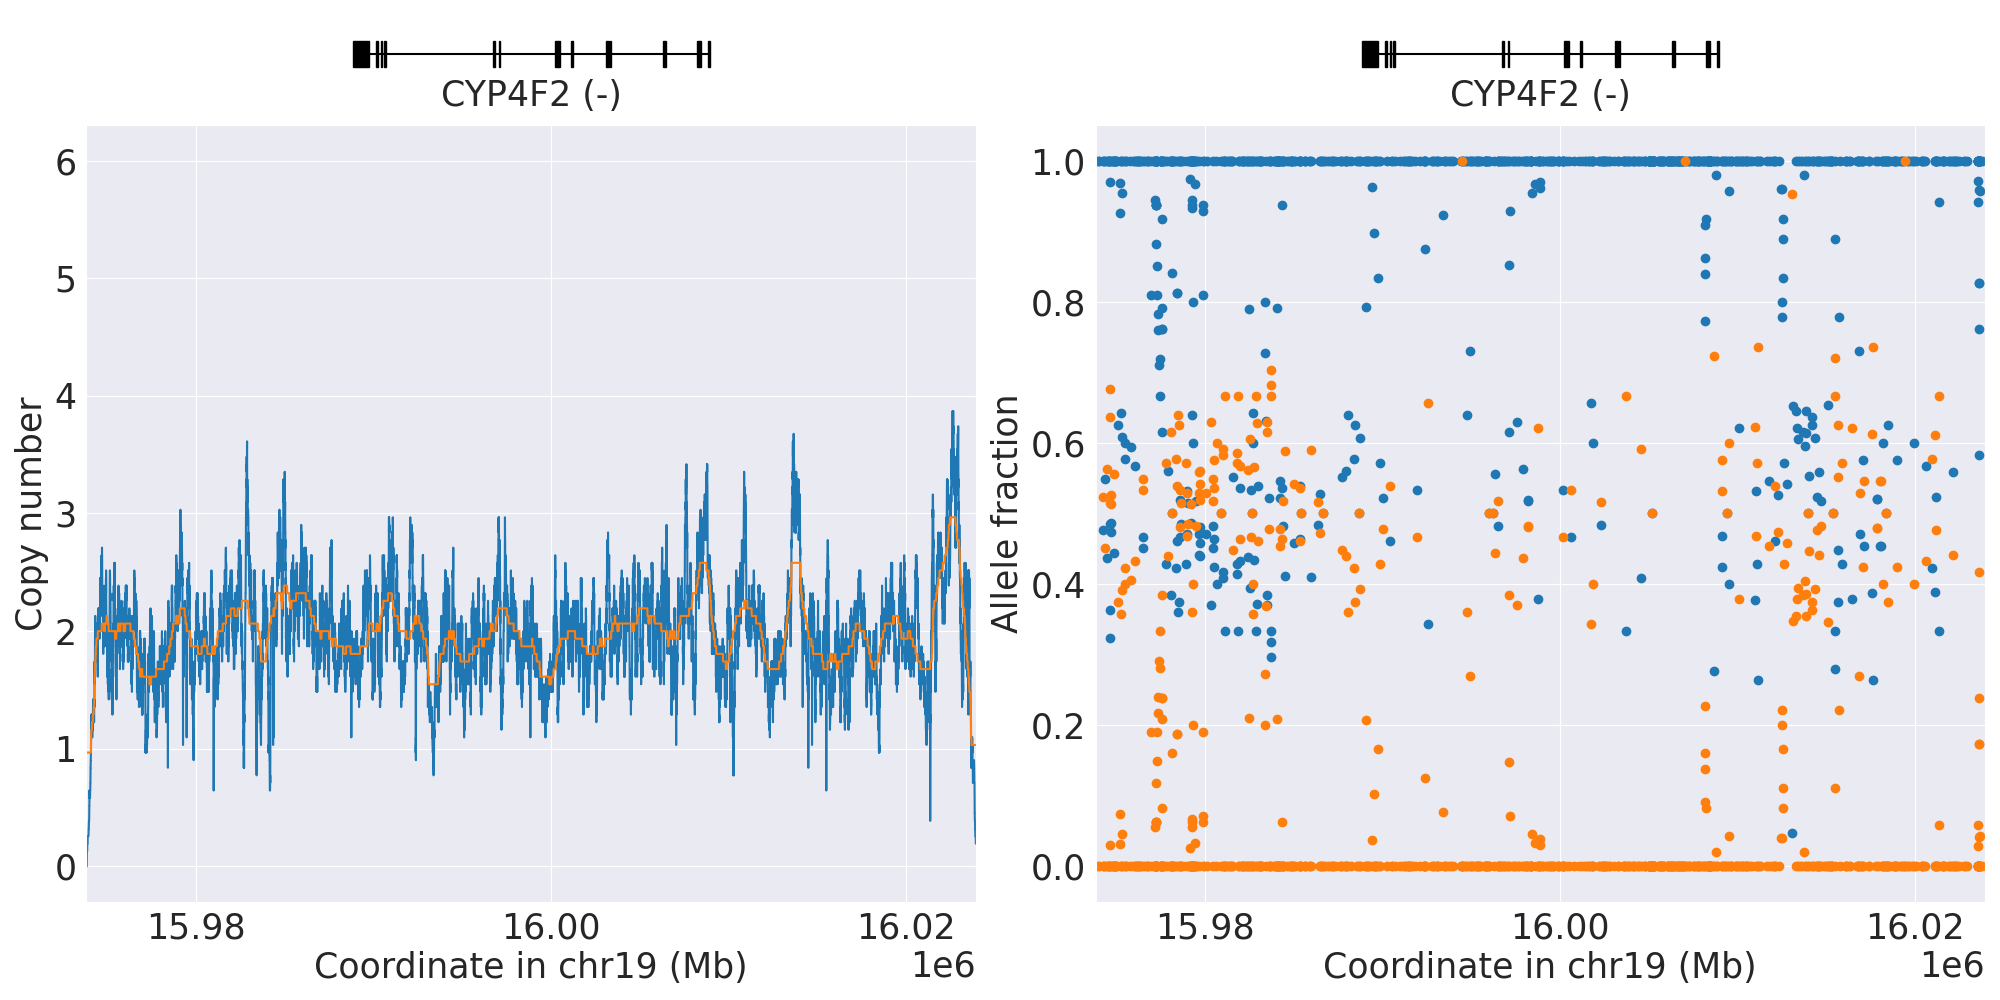 CYP4F2 (-)
6
5
4
3
2
1
0
Copy number
15.98
16.00
16.02
Coordinate in chr19 (Mb)
1e6
CYP4F2 (-)
1.0
0.8
0.6
0.4
0.2
0.0
Allele fraction
15.98
16.00
16.02
Coordinate in chr19 (Mb)
1e6